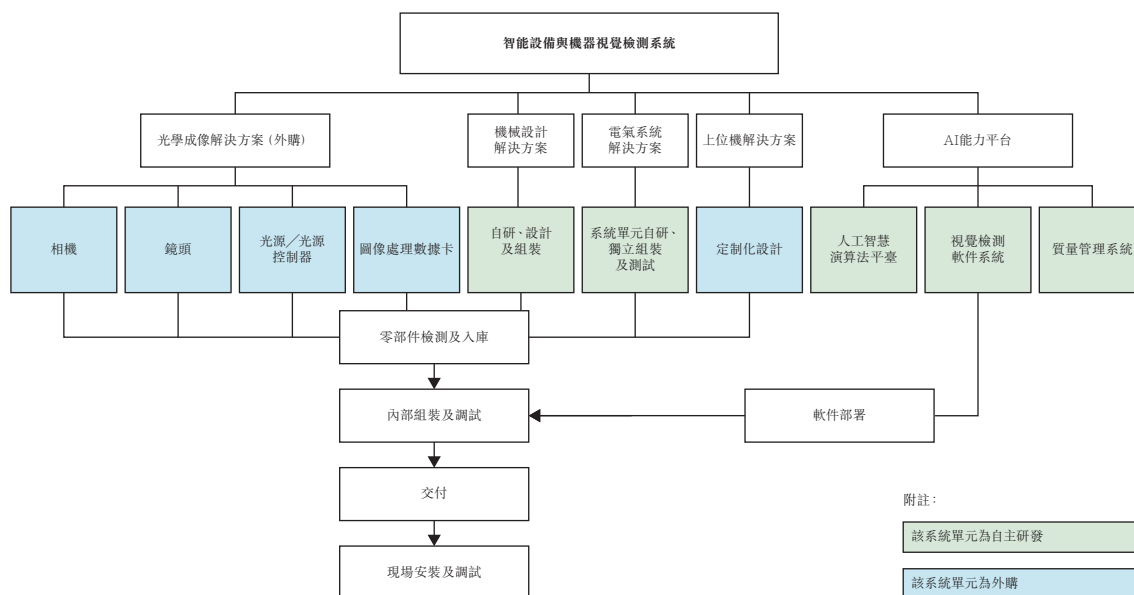 智能設備與機器視覺檢測系統
光學成像解決方案（外購）
機械設計
解決方案
電氣系統
解決方案
上位機解決方案
AI能力平台
相機
鏡頭
光源／光源
控制器
圖像處理數據卡
自研、設計
及組裝
系統單元自研、
獨立組裝
及測試
定制化設計
人工智慧
演算法平臺
視覺檢測
軟件系統
質量管理系統
零部件檢測及入庫
內部組裝及調試
軟件部署
交付
現場安裝及調試
附註：
該系統單元為自主研發
該系統單元為外購